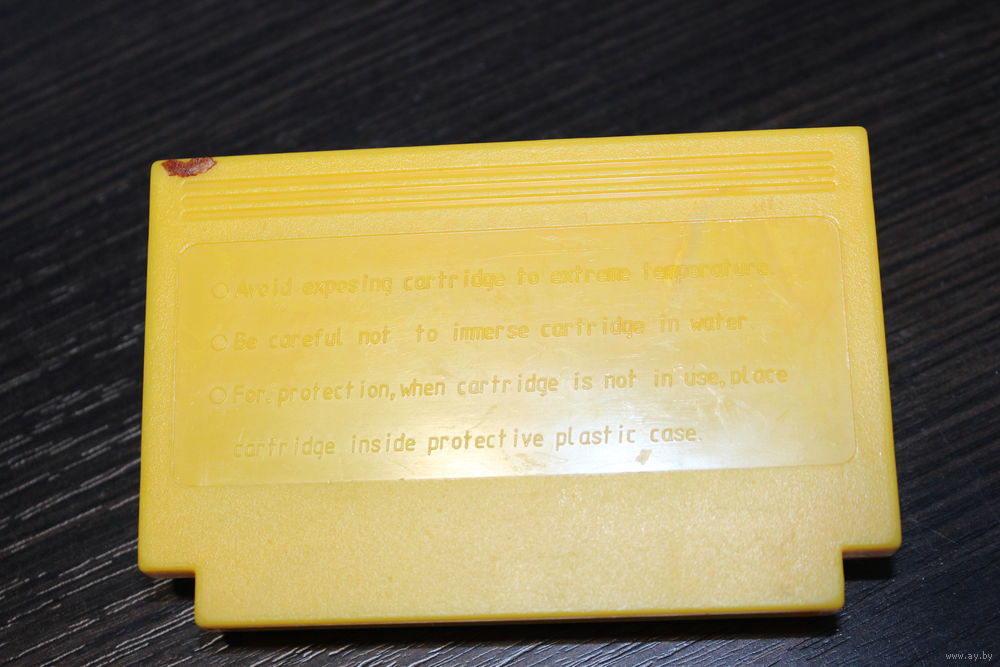 ○ Avoid exposing cartridge to extreme temperature.
○ Be careful not to immerse cartridge in water.
○ For protection, when cartridge is not in use, place
cartridge inside protective plastic case.
www.ay.by